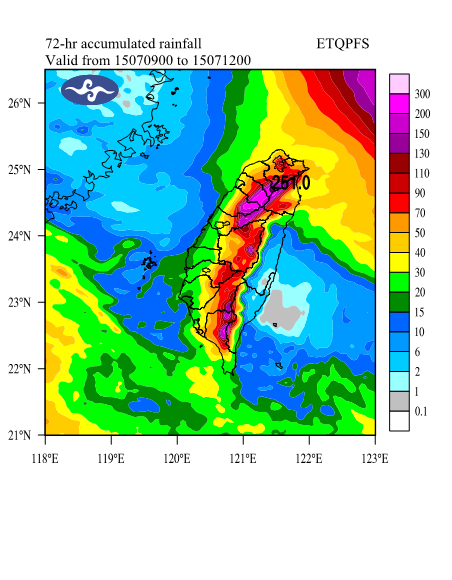 72-hr accumulated rainfall ETQPFS
Valid from 15070900 to 15071200
26°N
25°N
24°N
23°N
22°N
21°N
118°E 119°E 120°E 121°E 122°E 123°E
251.0
300
200
150
130
110
90
70
50
40
30
20
15
10
6
2
1
0.1